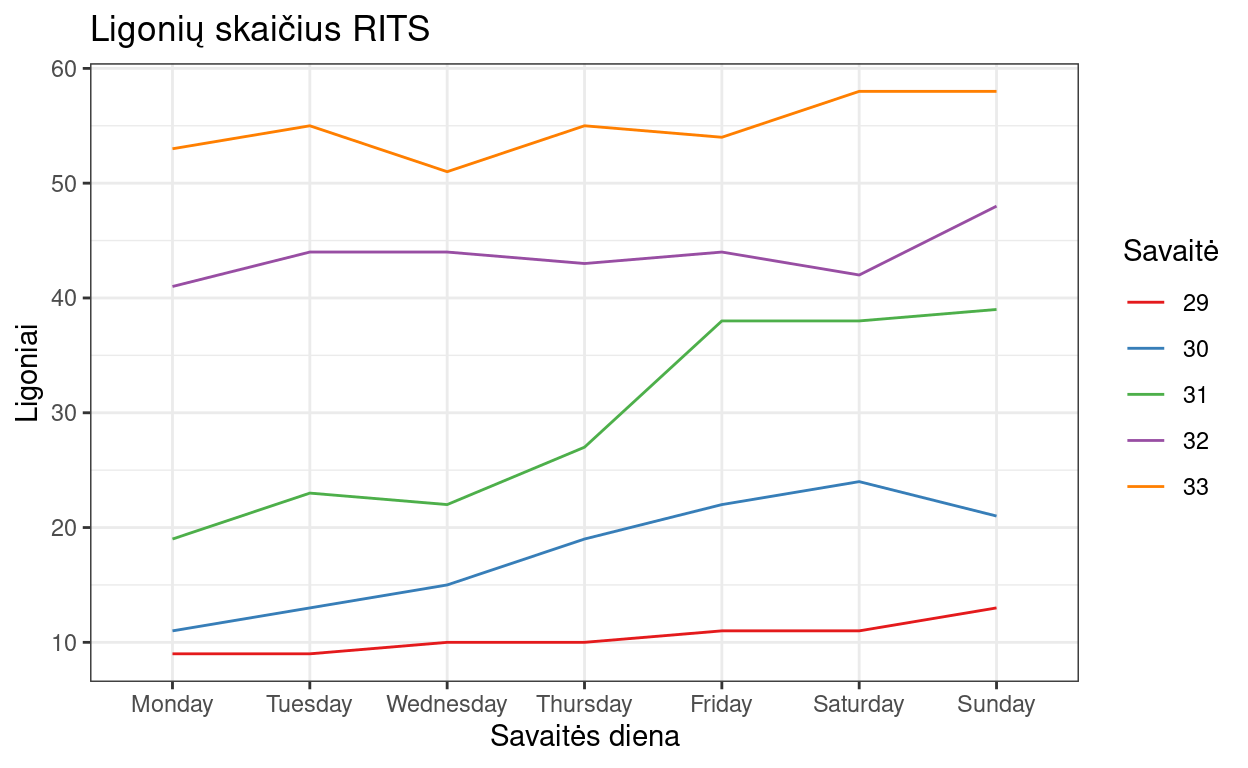 Ligonių skaičius RITS
60
50
40
30
20
10
Ligoniai
Monday Tuesday Wednesday Thursday Friday Saturday Sunday
Savaitės diena
Savaitė
29
30
31
32
33